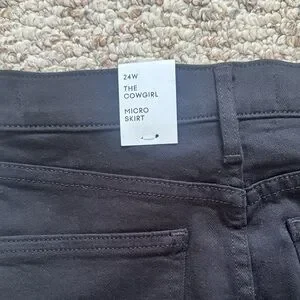 24W
THE
COWGIRL
MICRO
SKIRT